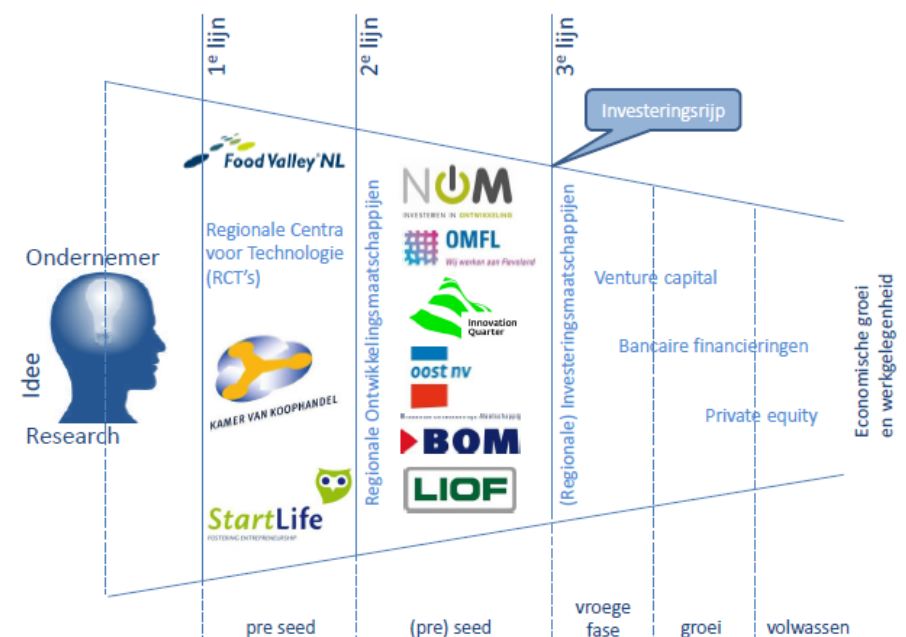 1e lijn
2e lijn
3e lijn
Investeringsrijp
Food Valley®NL
Regionale Centra
voor Technologie
(RCT's)
KAMER VAN KOOPHANDEL
StartLife
FOSTERING ENTREPRENEURSHIP
Ondernemer
Idee
Research
Regionale Ontwikkelingsmaatschappijen
NOM
INVESTEREN IN ONTWIKKELING
OMFL
Wij werken aan Flevoland
Innovation
Quarter
oost nv
BOM
LIOF
(Regionale) Investeringsmaatschappijen
Venture capital
Bancaire financieringen
Private equity
Economische groei
en werkgelegenheid
pre seed
(pre) seed
vroege
fase
groei
volwassen